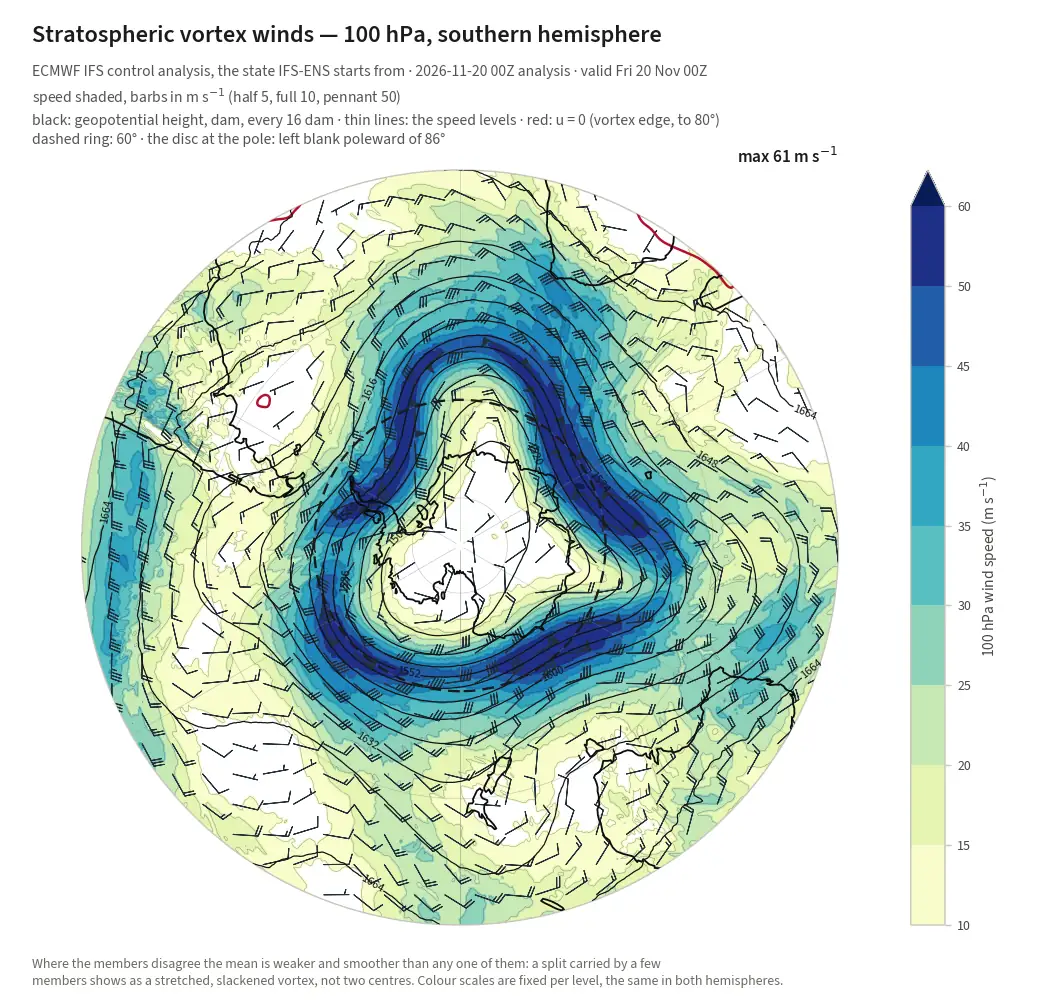 Stratospheric vortex winds — 100 hPa, southern hemisphere
ECMWF IFS control analysis, the state IFS-ENS starts from · 2026-11-20 00Z analysis · valid Fri 20 Nov 00Z
speed shaded, barbs in m s⁻¹ (half 5, full 10, pennant 50)
black: geopotential height, dam, every 16 dam · thin lines: the speed levels · red: u = 0 (vortex edge, to 80°)
dashed ring: 60° · the disc at the pole: left blank poleward of 86°
max 61 m s⁻¹
60
50
45
40
35
30
25
20
15
10
100 hPa wind speed (m s⁻¹)
1616
1664
1648
1664
1552
1600
1664
1632
1664
Where the members disagree the mean is weaker and smoother than any one of them: a split carried by a few
members shows as a stretched, slackened vortex, not two centres. Colour scales are fixed per level, the same in both hemispheres.